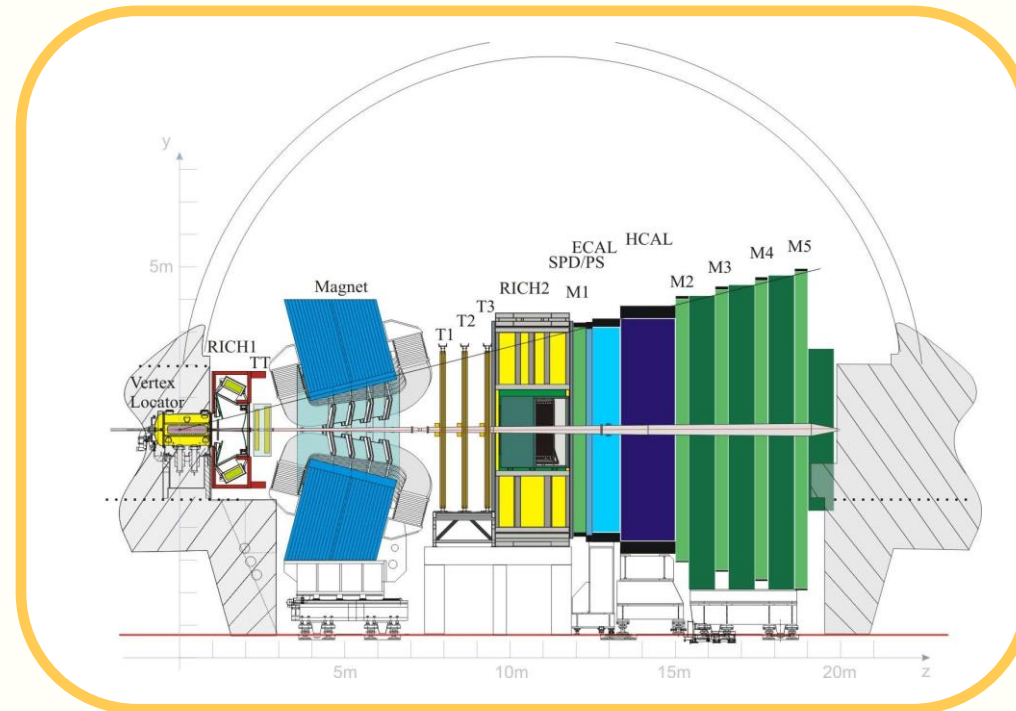 y
5m
Magnet
RICH1
TT
Vertex
Locator
T1
T2
T3
RICH2
SPD/PS
ECAL
HCAL
M1
M2
M3
M4
M5
5m
10m
15m
20m
z